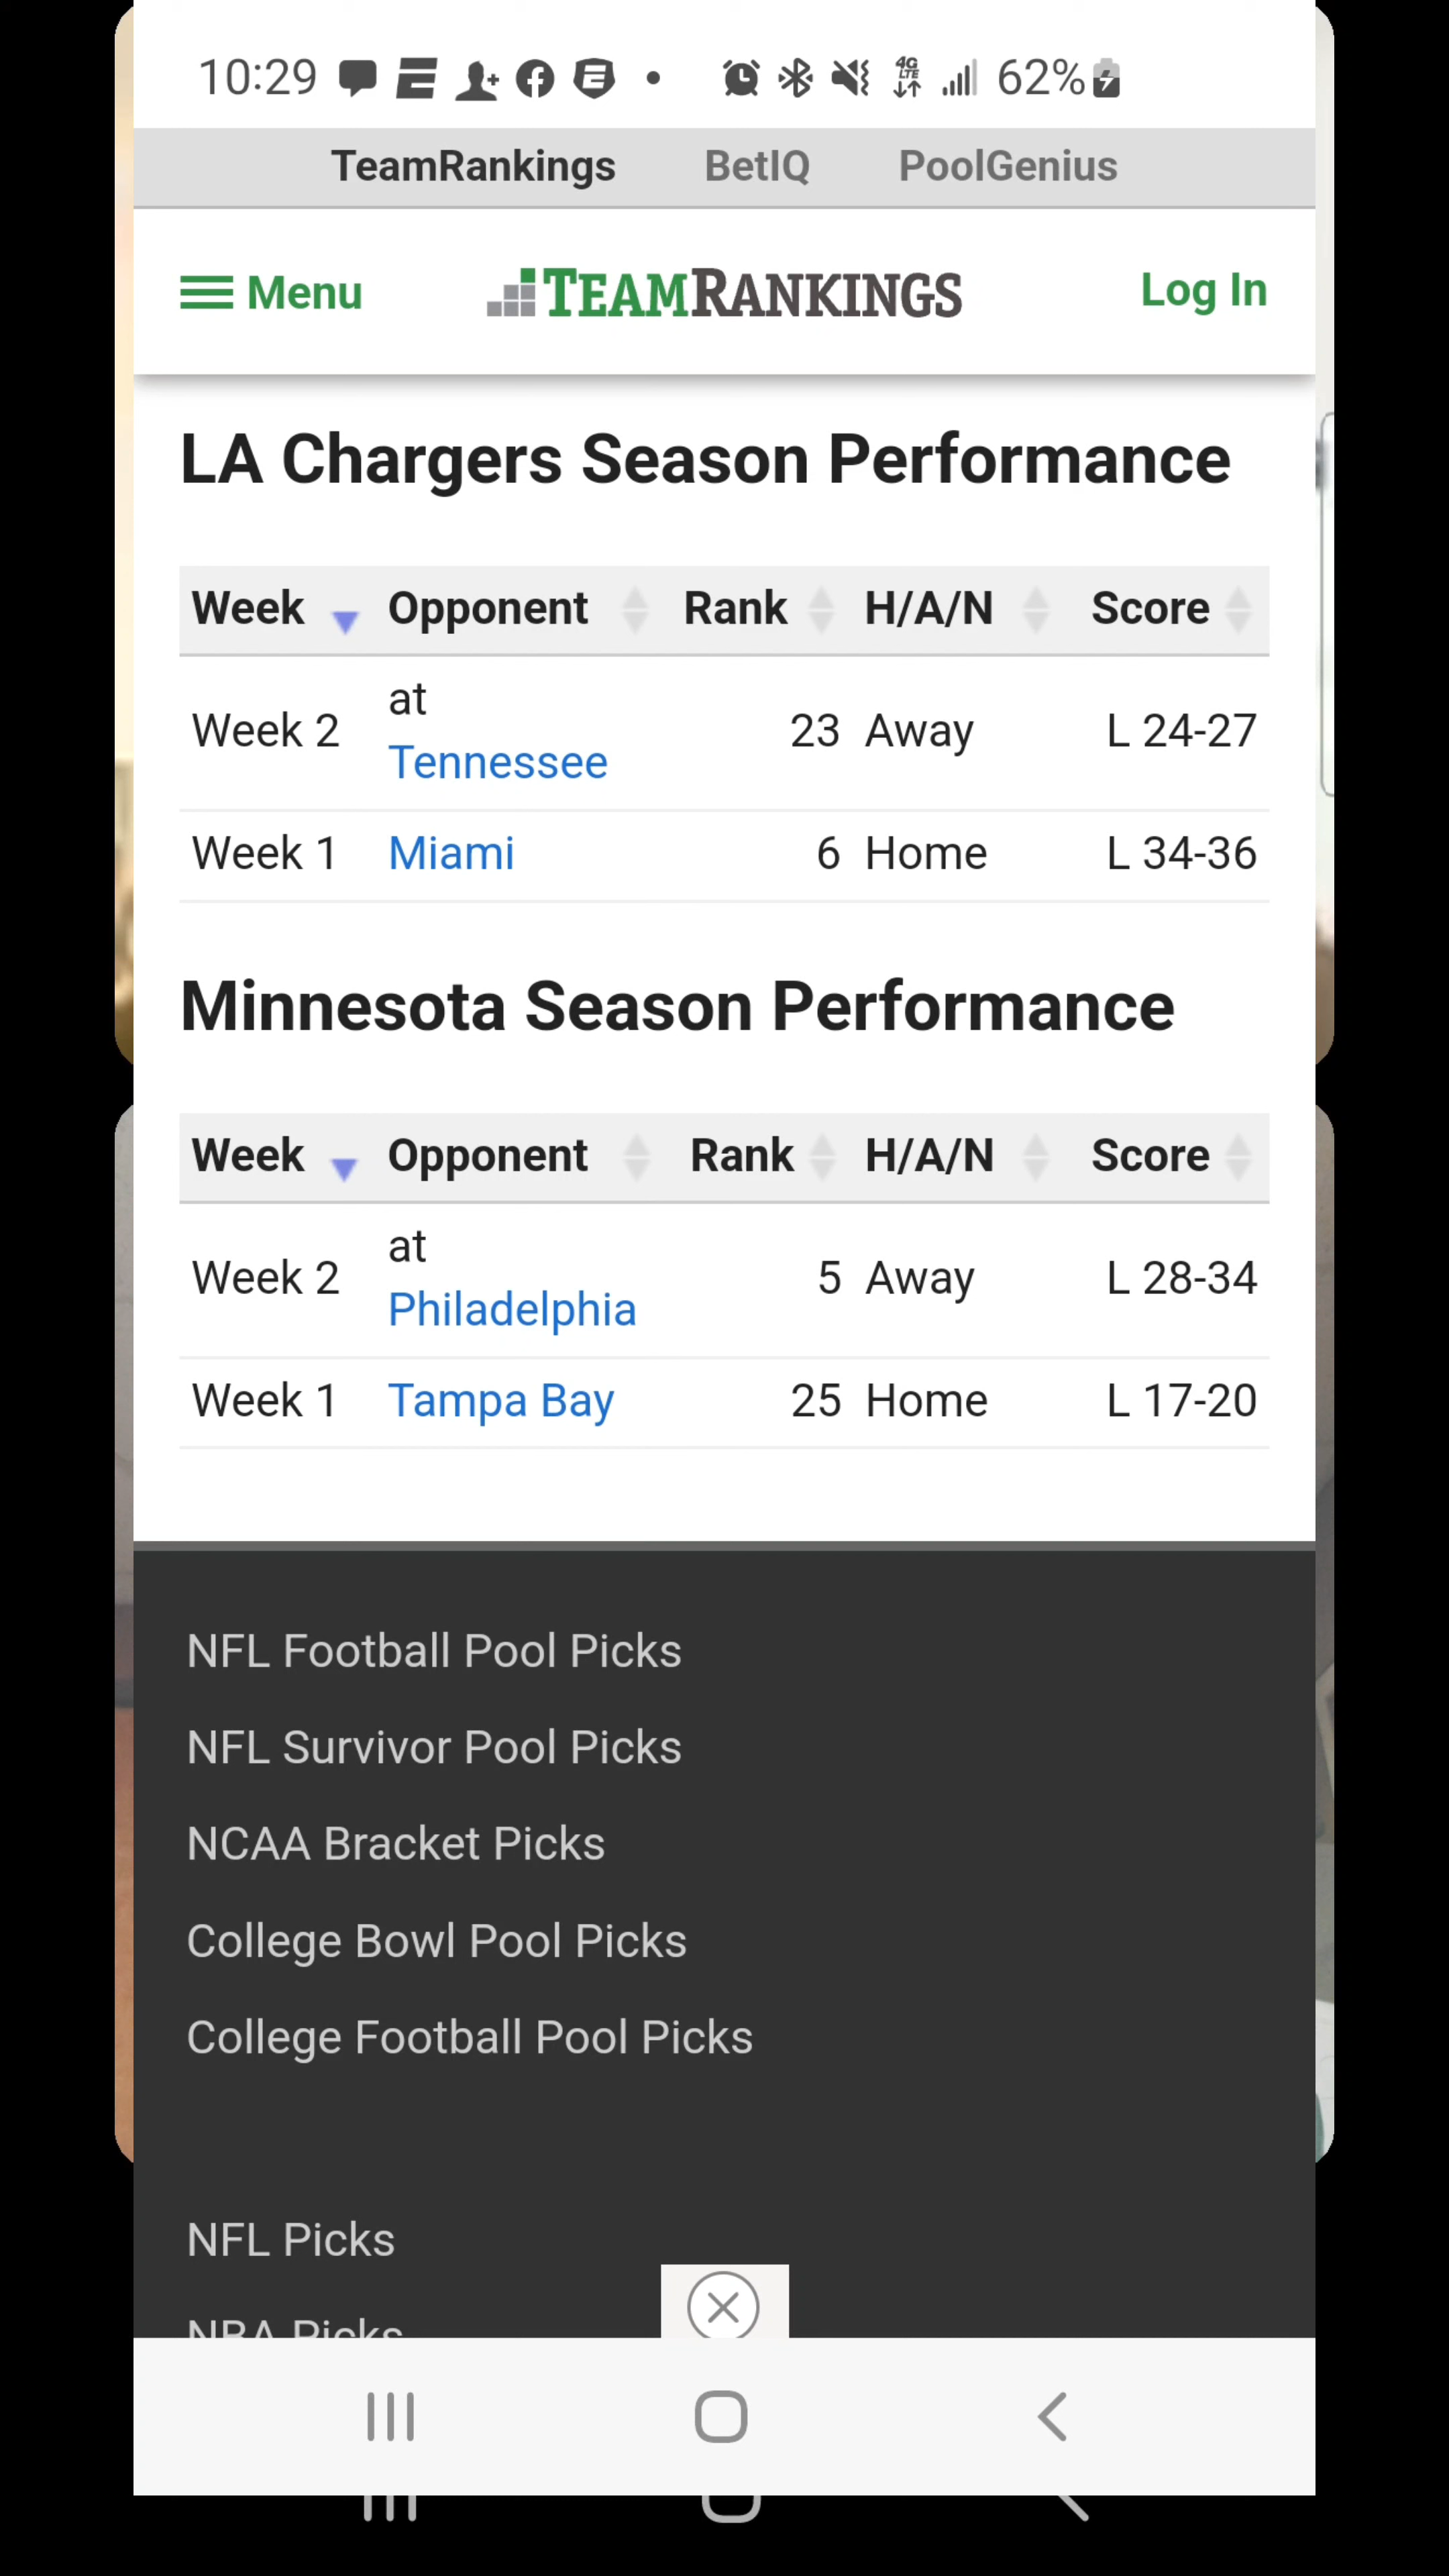 10:29 4G LTE 62%
TeamRankings BetIQ PoolGenius
Menu TEAMRANKINGS Log In
LA Chargers Season Performance
Week Opponent Rank H/A/N Score
Week 2 at Tennessee 23 Away L 24-27
Week 1 Miami 6 Home L 34-36
Minnesota Season Performance
Week Opponent Rank H/A/N Score
Week 2 at Philadelphia 5 Away L 28-34
Week 1 Tampa Bay 25 Home L 17-20
NFL Football Pool Picks
NFL Survivor Pool Picks
NCAA Bracket Picks
College Bowl Pool Picks
College Football Pool Picks
NFL Picks
NBA Picks